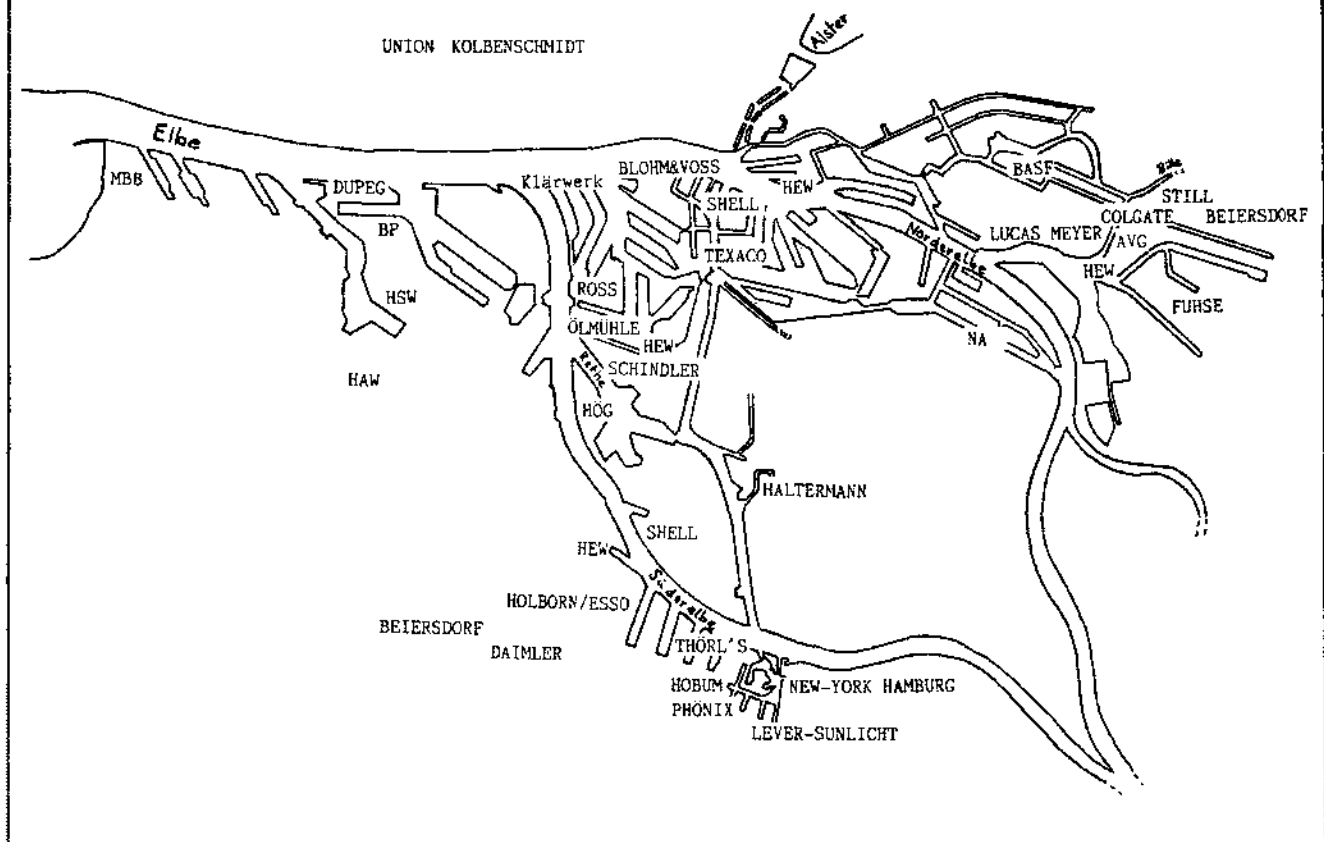 Alster
UNION KOLBENSCHMIDT
Elbe
MBB
DUPEG
Klärwerk
BLOHM&VOSS
HEW
BASF
Bille
STILL
SHELL
COLGATE
BEIERSDORF
BP
Norderelbe
LUCAS MEYER
AVG
TEXACO
HEW
HSW
ROSS
FUHSE
ÖLMÜHLE
HEW
NA
HAW
Rethe
SCHINDLER
HÖG
HALTERMANN
SHELL
HEW
Süderelbe
HOLBORN/ESSO
BEIERSDORF
DAIMLER
THÖRL'S
HOBUM
NEW-YORK HAMBURG
PHÖNIX
LEVER-SUNLICHT